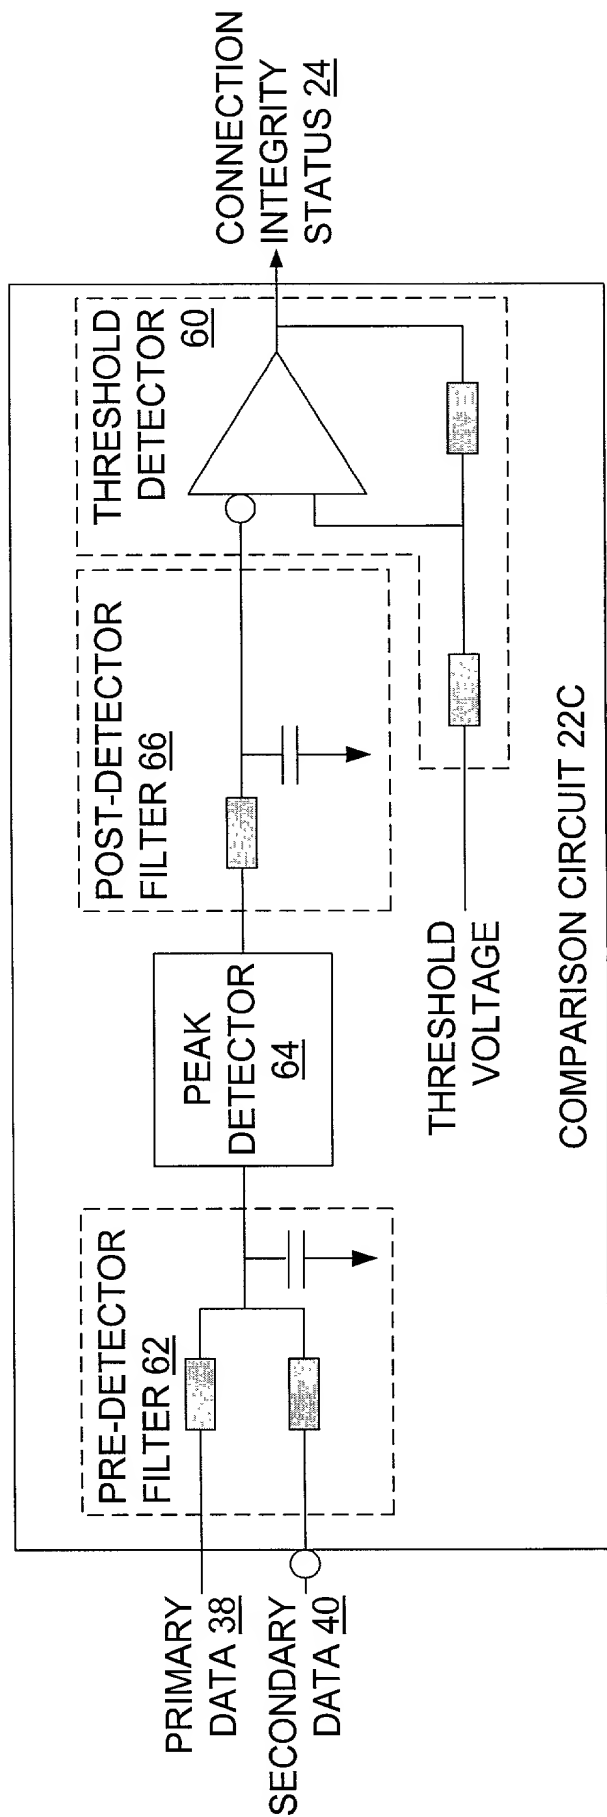 PRIMARY
DATA 38
SECONDARY
DATA 40
PRE-DETECTOR
FILTER 62
PEAK
DETECTOR
64
POST-DETECTOR
FILTER 66
THRESHOLD
DETECTOR
60
CONNECTION
INTEGRITY
STATUS 24
THRESHOLD
VOLTAGE
COMPARISON CIRCUIT 22C